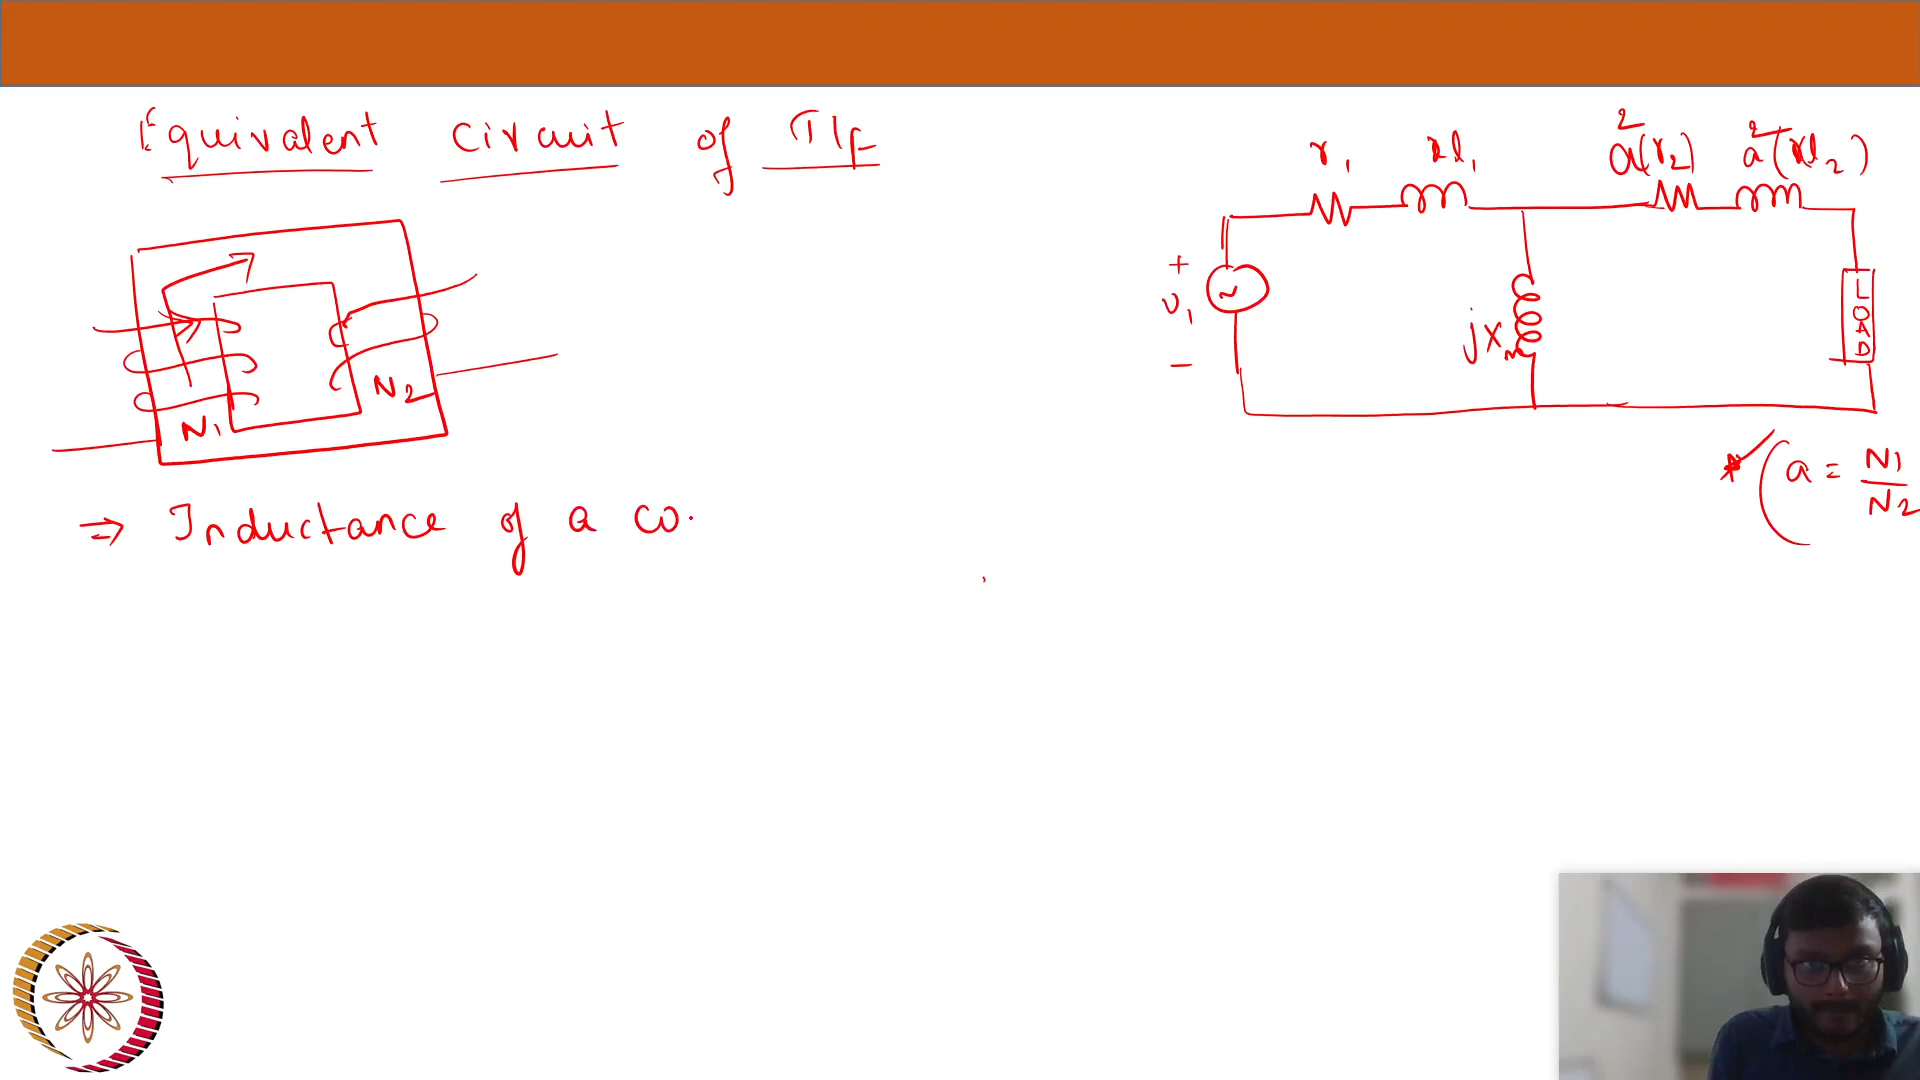 Equivalent Circuit of T/F
r₁ xl₁ a²(r₂) a²(xl₂)
+
v₁
-
~
jxₘ
LOAD
N₁ N₂
* ( a = N₁/N₂
⇒ Inductance of a co.